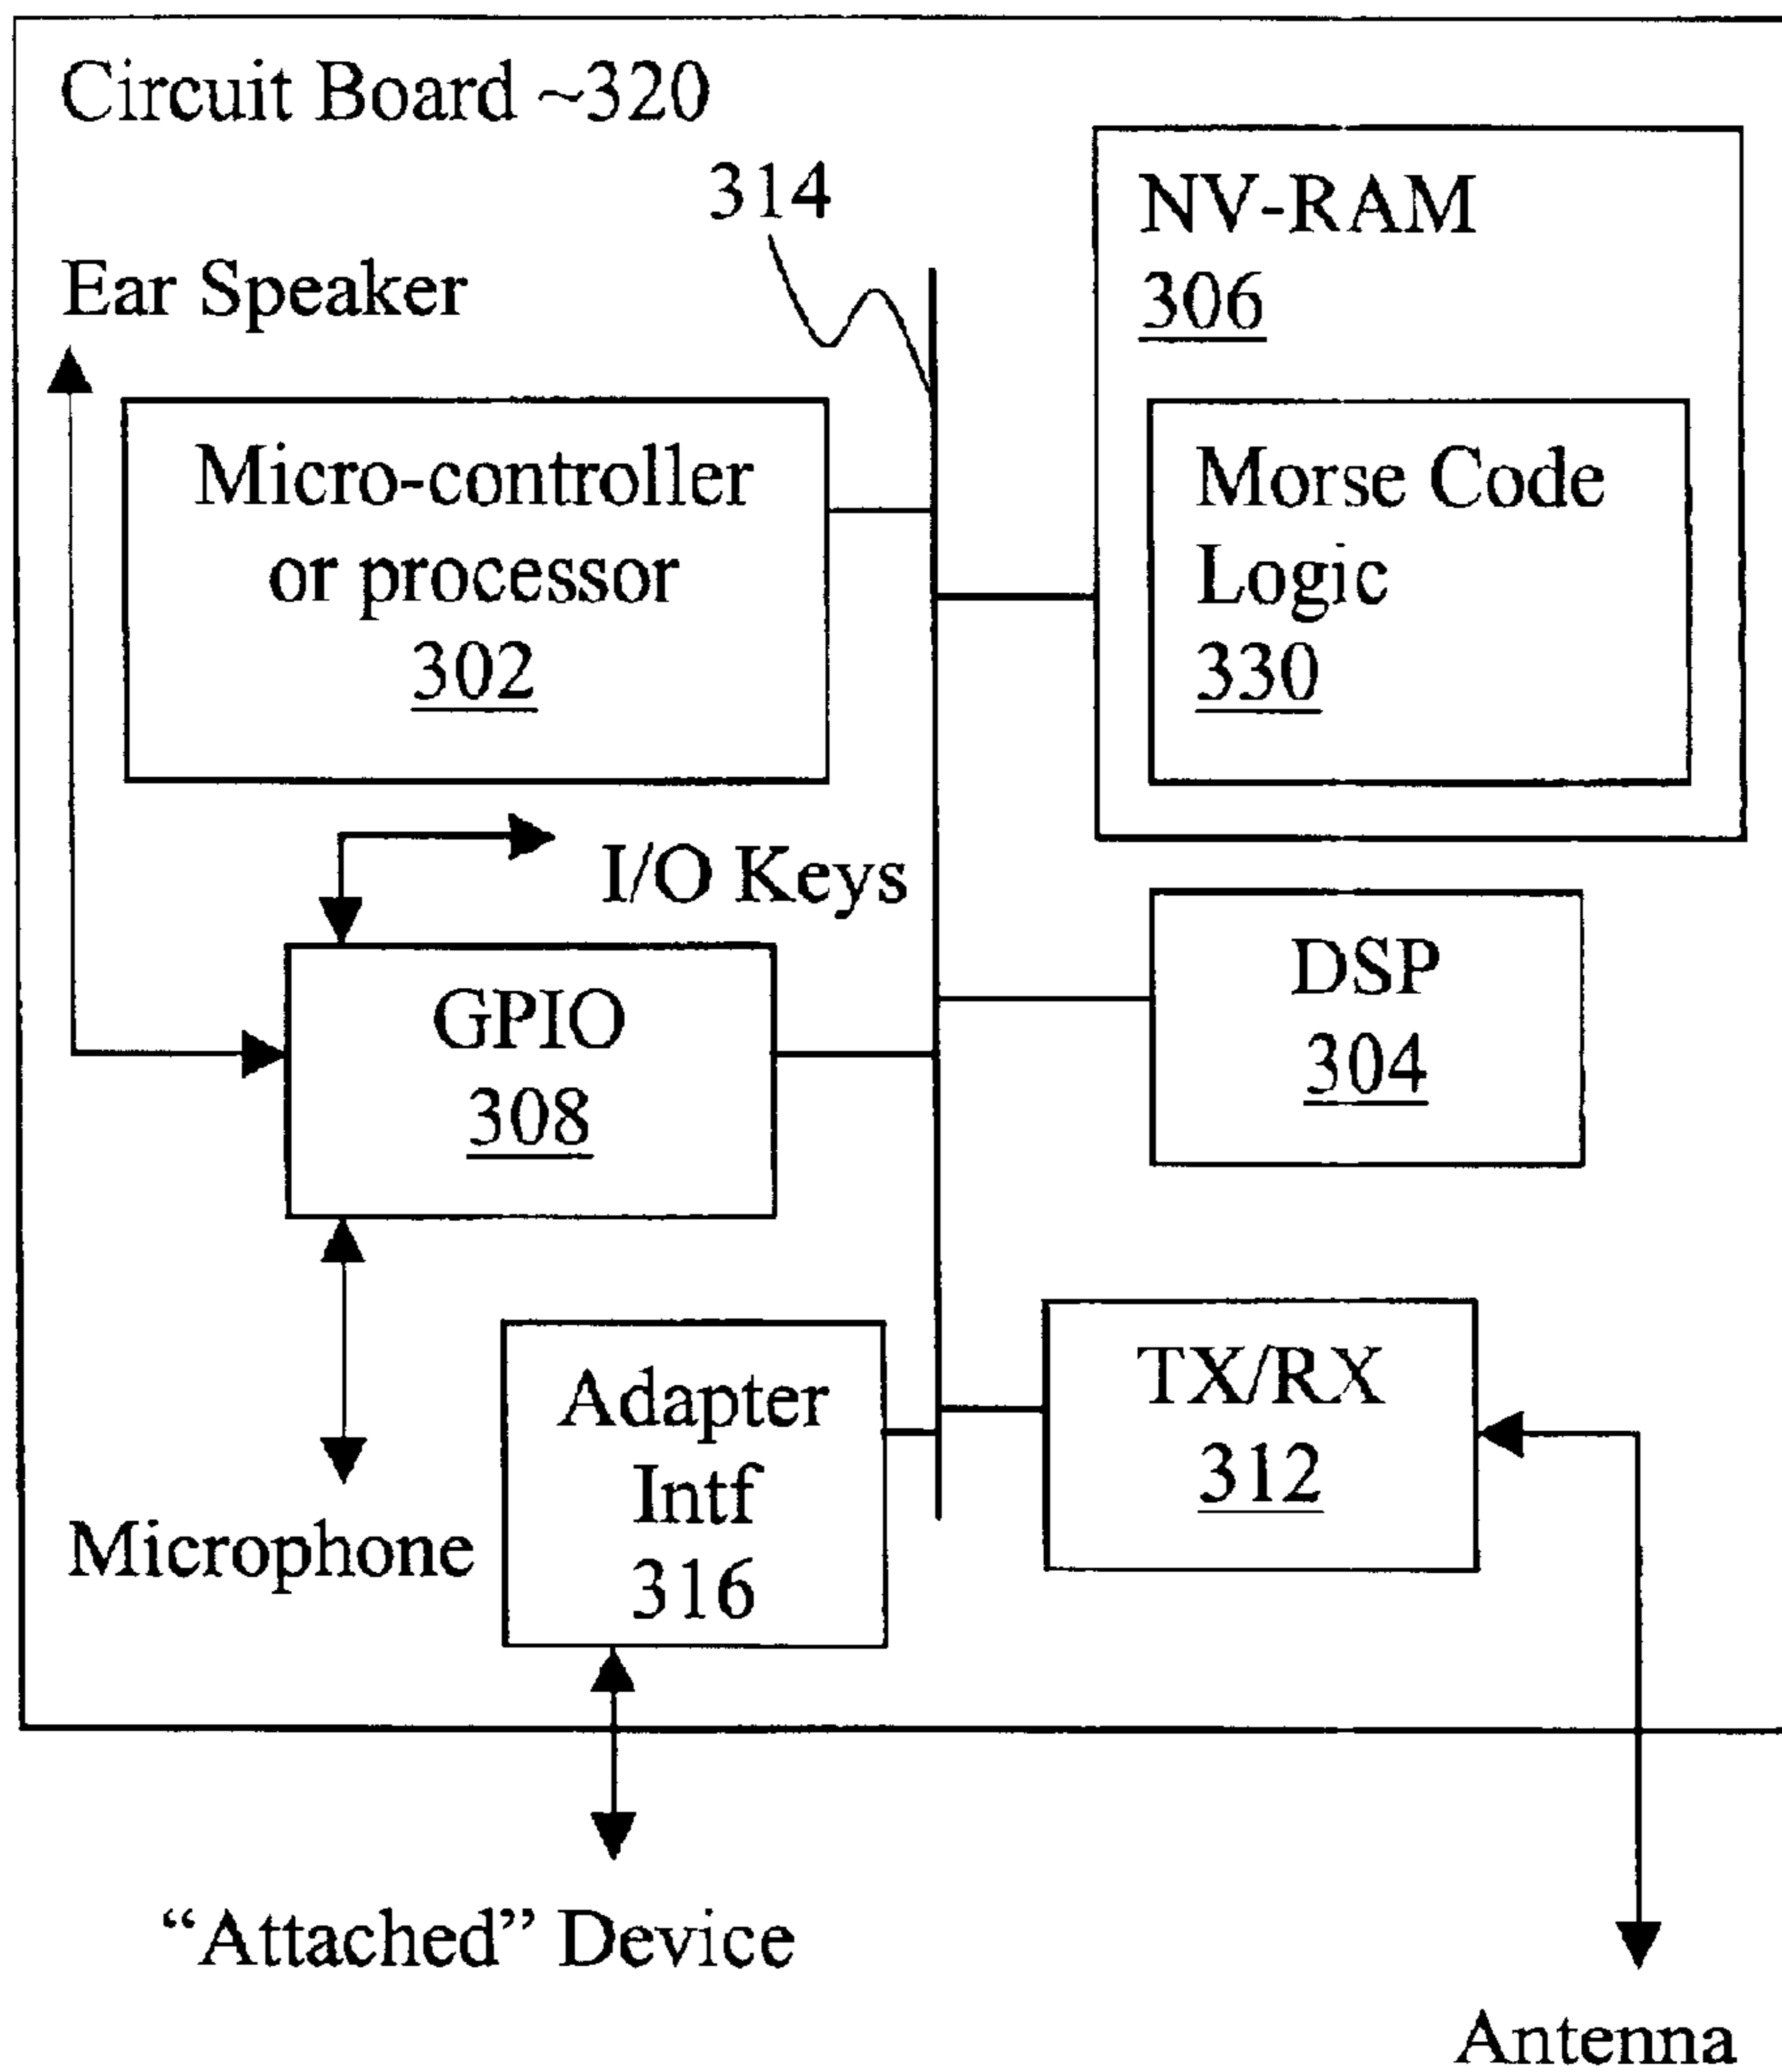 Circuit Board ~320
314
NV-RAM
306
Ear Speaker
Micro-controller
or processor
302
Morse Code
Logic
330
I/O Keys
GPIO
308
DSP
304
Adapter
Intf
316
TX/RX
312
Microphone
“Attached” Device
Antenna